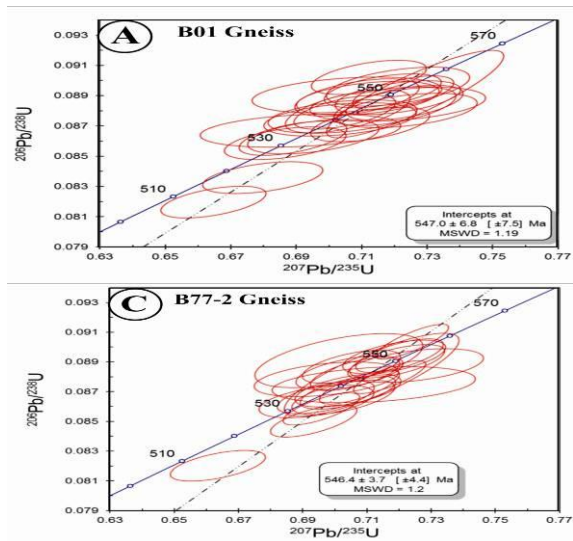 A B01 Gneiss
0.093
0.091
0.089
0.087
0.085
0.083
0.081
0.079
206Pb/238U
570
550
530
510
Intercepts at
547.0 ± 6.8 [±7.5] Ma
MSWD = 1.19
0.63 0.65 0.67 0.69 0.71 0.73 0.75 0.77
207Pb/235U
C B77-2 Gneiss
0.093
0.091
0.089
0.087
0.085
0.083
0.081
0.079
206Pb/238U
570
550
530
510
Intercepts at
546.4 ± 3.7 [±4.4] Ma
MSWD = 1.2
0.63 0.65 0.67 0.69 0.71 0.73 0.75 0.77
207Pb/235U